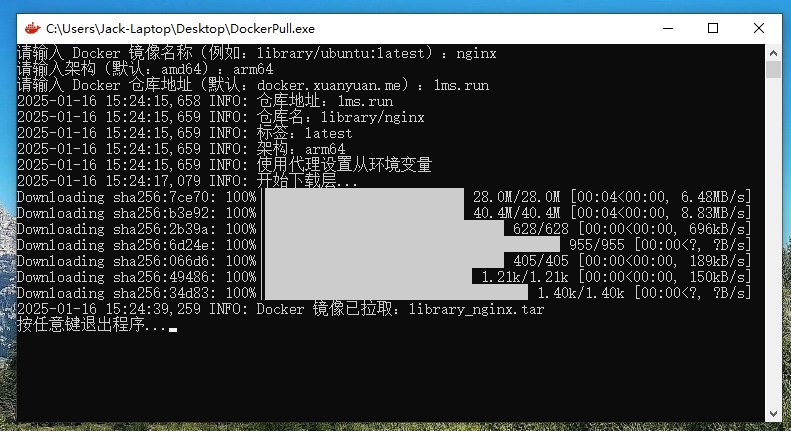 C:\Users\Jack-Laptop\Desktop\DockerPull.exe
请输入 Docker 镜像名称（例如：library/ubuntu:latest）：nginx
请输入架构（默认：amd64）：arm64
请输入 Docker 仓库地址（默认：docker.xuanyuan.me）：1ms.run
2025-01-16 15:24:15,658 INFO: 仓库地址：1ms.run
2025-01-16 15:24:15,659 INFO: 仓库名：library/nginx
2025-01-16 15:24:15,659 INFO: 标签：latest
2025-01-16 15:24:15,659 INFO: 架构：arm64
2025-01-16 15:24:15,659 INFO: 使用代理设置从环境变量
2025-01-16 15:24:17,079 INFO: 开始下载层...
Downloading sha256:7ce70: 100%| 28.0M/28.0M [00:04<00:00, 6.48MB/s]
Downloading sha256:b3e92: 100%| 40.4M/40.4M [00:04<00:00, 8.83MB/s]
Downloading sha256:2b39a: 100%| 628/628 [00:00<00:00, 696kB/s]
Downloading sha256:6d24e: 100%| 955/955 [00:00<?, ?B/s]
Downloading sha256:066d6: 100%| 405/405 [00:00<00:00, 189kB/s]
Downloading sha256:49486: 100%| 1.21k/1.21k [00:00<00:00, 150kB/s]
Downloading sha256:34d83: 100%| 1.40k/1.40k [00:00<?, ?B/s]
2025-01-16 15:24:39,259 INFO: Docker 镜像已拉取：library_nginx.tar
按任意键退出程序...